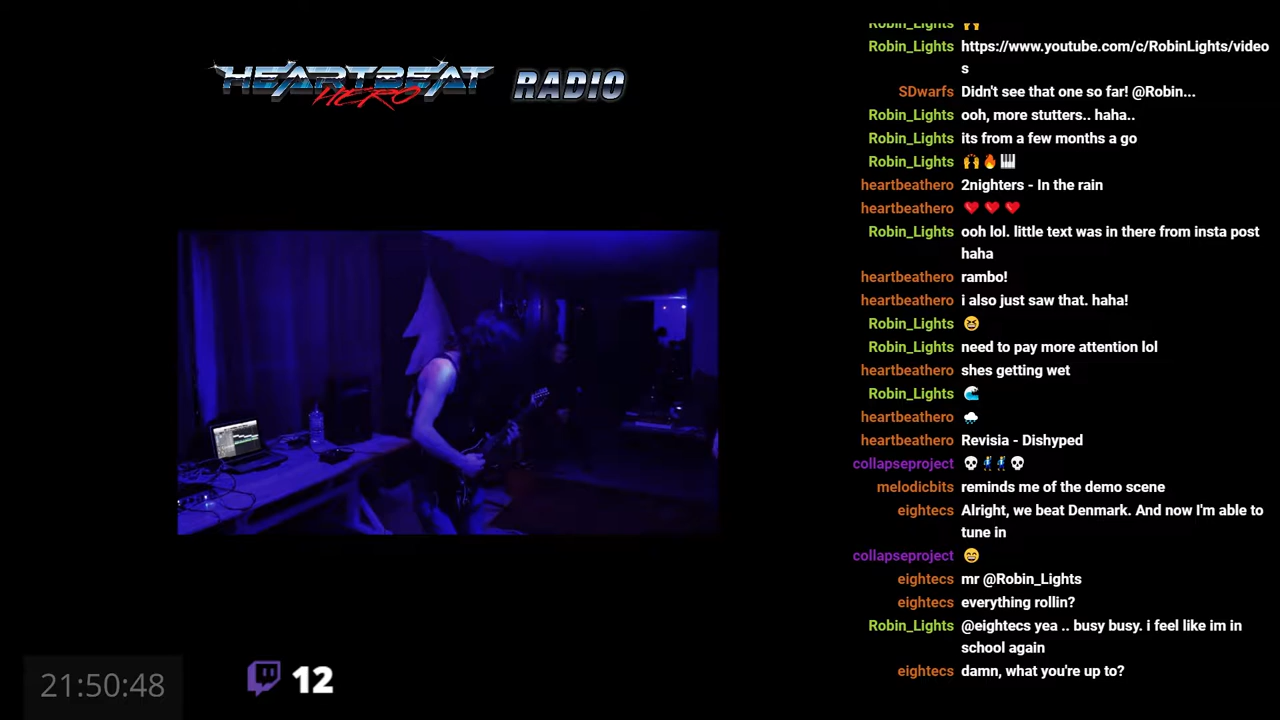 HEARTBEAT
HERO
RADIO
Robin_Lights 🙌
Robin_Lights https://www.youtube.com/c/RobinLights/video
s
SDwarfs Didn't see that one so far! @Robin...
Robin_Lights ooh, more stutters.. haha..
Robin_Lights its from a few months a go
Robin_Lights 🙌🔥🎹
heartbeathero 2nighters - In the rain
heartbeathero ❤️ ❤️ ❤️
Robin_Lights ooh lol. little text was in there from insta post
haha
heartbeathero rambo!
heartbeathero i also just saw that. haha!
Robin_Lights 😆
Robin_Lights need to pay more attention lol
heartbeathero shes getting wet
Robin_Lights 🌊
heartbeathero 🌧️
heartbeathero Revisia - Dishyped
collapseproject 💀👯‍♂️💀
melodicbits reminds me of the demo scene
eightecs Alright, we beat Denmark. And now I'm able to
tune in
collapseproject 😄
eightecs mr @Robin_Lights
eightecs everything rollin?
Robin_Lights @eightecs yea .. busy busy. i feel like im in
school again
eightecs damn, what you're up to?
21:50:48
12